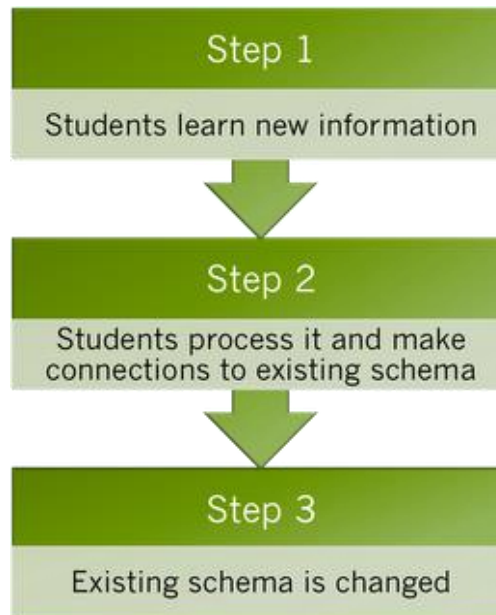 Step 1
Students learn new information
Step 2
Students process it and make
connections to existing schema
Step 3
Existing schema is changed